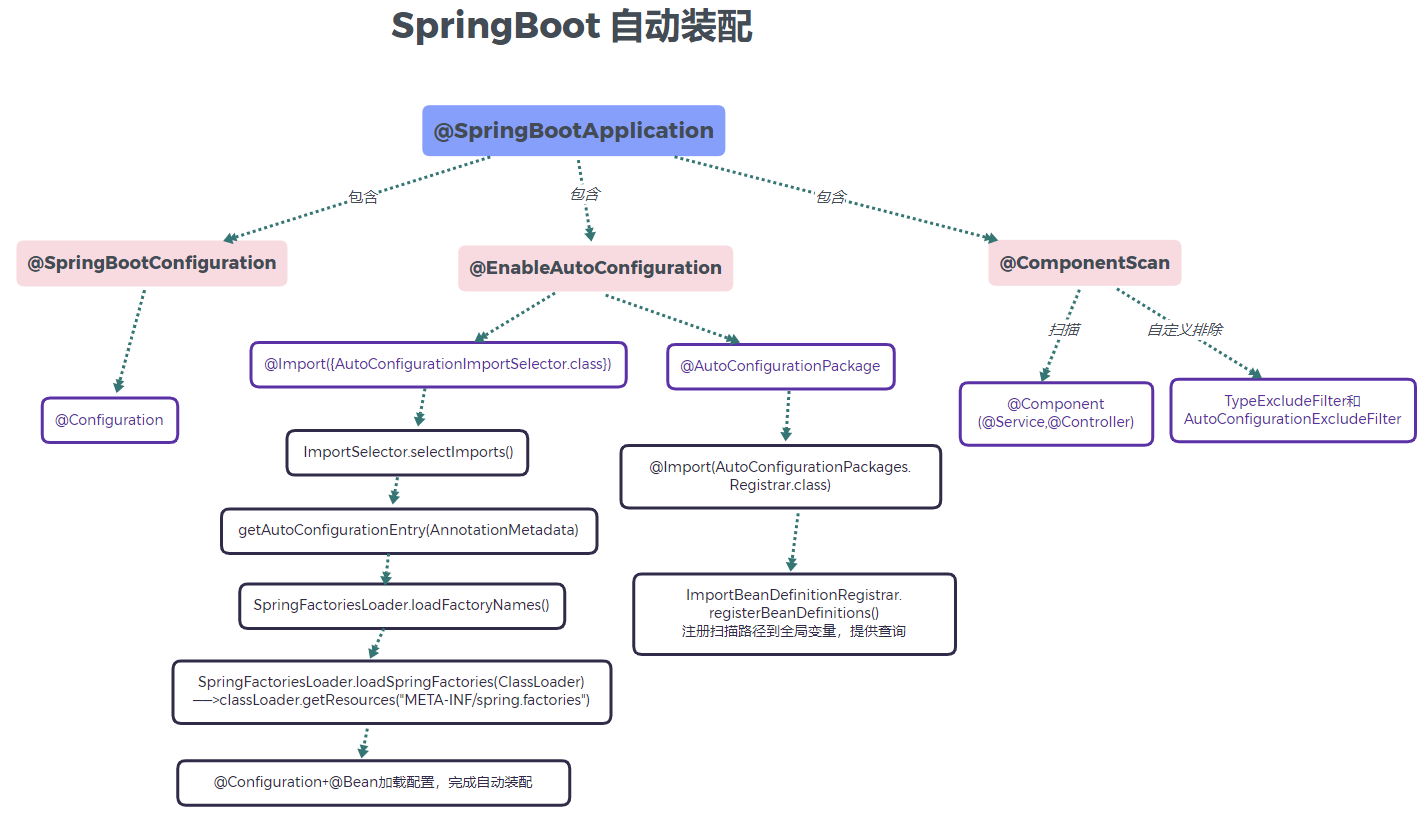 SpringBoot 自动装配
@SpringBootApplication
包含
包含
包含
@SpringBootConfiguration
@EnableAutoConfiguration
@ComponentScan
扫描
自定义排除
@Import({AutoConfigurationImportSelector.class})
@AutoConfigurationPackage
@Configuration
@Component
(@Service,@Controller)
TypeExcludeFilter和
AutoConfigurationExcludeFilter
ImportSelector.selectImports()
@Import(AutoConfigurationPackages.
Registrar.class)
getAutoConfigurationEntry(AnnotationMetadata)
SpringFactoriesLoader.loadFactoryNames()
ImportBeanDefinitionRegistrar.
registerBeanDefinitions()
注册扫描路径到全局变量，提供查询
SpringFactoriesLoader.loadSpringFactories(ClassLoader)
——>classLoader.getResources("META-INF/spring.factories")
@Configuration+@Bean加载配置，完成自动装配